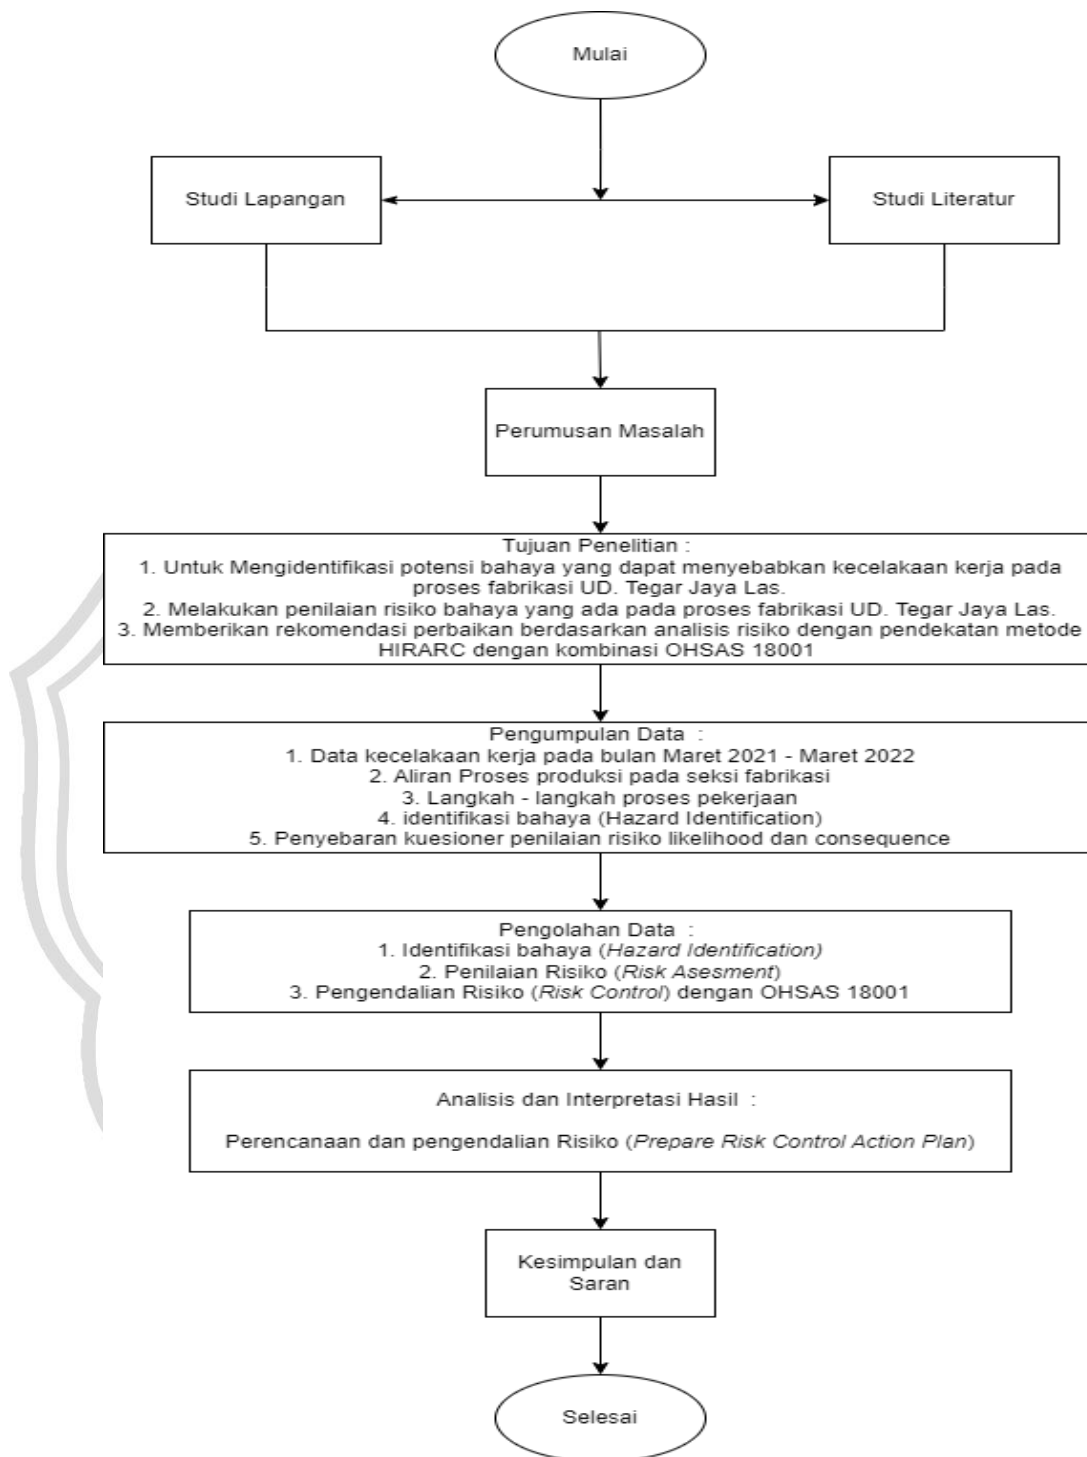 Mulai
Studi Lapangan
Studi Literatur
Perumusan Masalah
Tujuan Penelitian :
1. Untuk Mengidentifikasi potensi bahaya yang dapat menyebabkan kecelakaan kerja pada
proses fabrikasi UD. Tegar Jaya Las.
2. Melakukan penilaian risiko bahaya yang ada pada proses fabrikasi UD. Tegar Jaya Las.
3. Memberikan rekomendasi perbaikan berdasarkan analisis risiko dengan pendekatan metode
HIRARC dengan kombinasi OHSAS 18001
Pengumpulan Data :
1. Data kecelakaan kerja pada bulan Maret 2021 - Maret 2022
2. Aliran Proses produksi pada seksi fabrikasi
3. Langkah - langkah proses pekerjaan
4. identifikasi bahaya (Hazard Identification)
5. Penyebaran kuesioner penilaian risiko likelihood dan consequence
Pengolahan Data :
1. Identifikasi bahaya (Hazard Identification)
2. Penilaian Risiko (Risk Asesment)
3. Pengendalian Risiko (Risk Control) dengan OHSAS 18001
Analisis dan Interpretasi Hasil :
Perencanaan dan pengendalian Risiko (Prepare Risk Control Action Plan)
Kesimpulan dan
Saran
Selesai